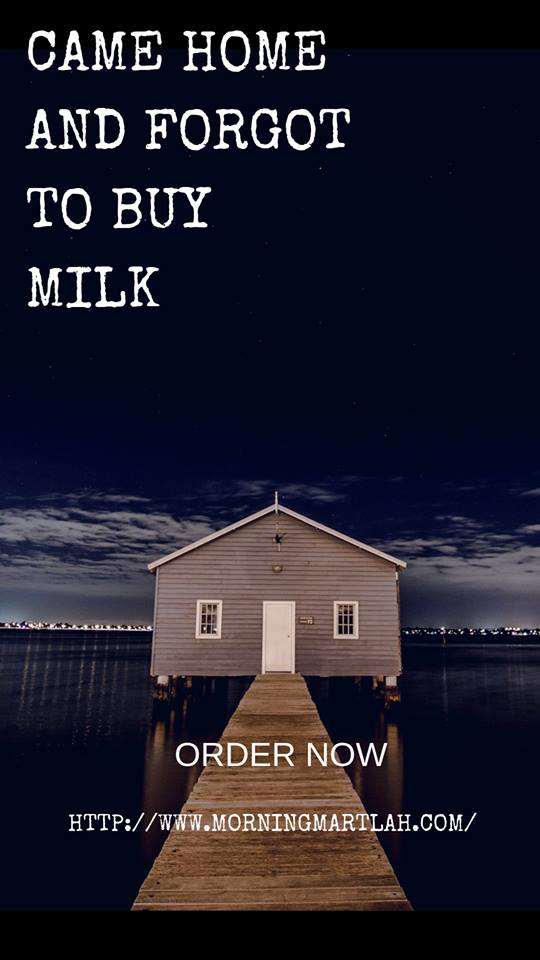 CAME HOME
AND FORGOT
TO BUY
MILK
ORDER NOW
HTTP://WWW.MORNINGMARTLAH.COM/